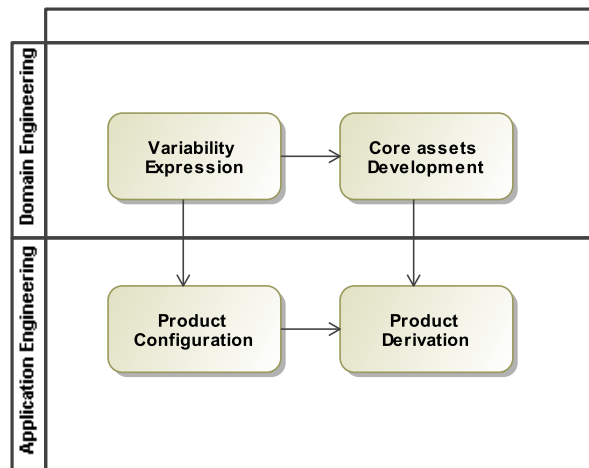 Domain Engineering
Variability
Expression
Core assets
Development
Application Engineering
Product
Configuration
Product
Derivation